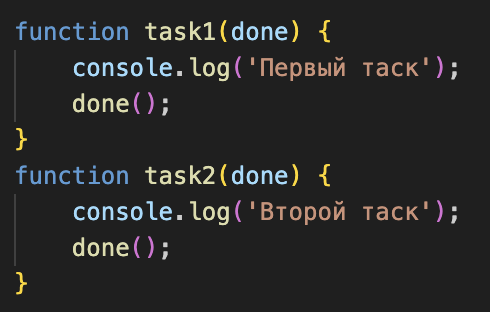 function task1(done) {
    console.log('Первый таск');
    done();
}
function task2(done) {
    console.log('Второй таск');
    done();
}